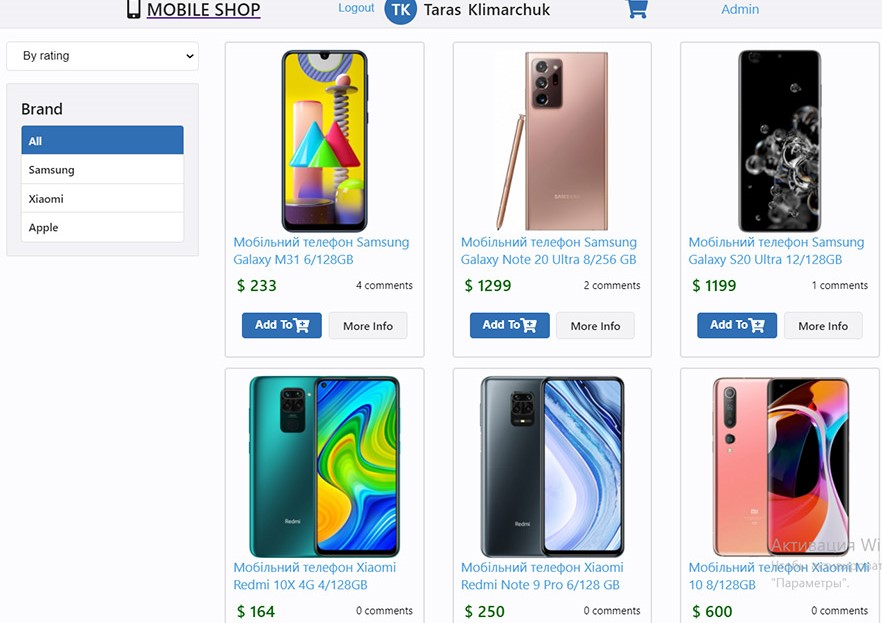 MOBILE SHOP
Logout
TK
Taras Klimarchuk
Admin
By rating
Brand
All
Samsung
Xiaomi
Apple
SAMSUNG
Мобільний телефон Samsung
Galaxy M31 6/128GB
$ 233
4 comments
Add To
More Info
Мобільний телефон Samsung
Galaxy Note 20 Ultra 8/256 GB
$ 1299
2 comments
Add To
More Info
Мобільний телефон Samsung
Galaxy S20 Ultra 12/128GB
$ 1199
1 comments
Add To
More Info
Redmi
Мобільний телефон Xiaomi
Redmi 10X 4G 4/128GB
$ 164
0 comments
Redmi
Мобільний телефон Xiaomi
Redmi Note 9 Pro 6/128 GB
$ 250
0 comments
Мобільний телефон Xiaomi Mi
10 8/128GB
$ 600
0 comments
Активация Wi
"Параметры".